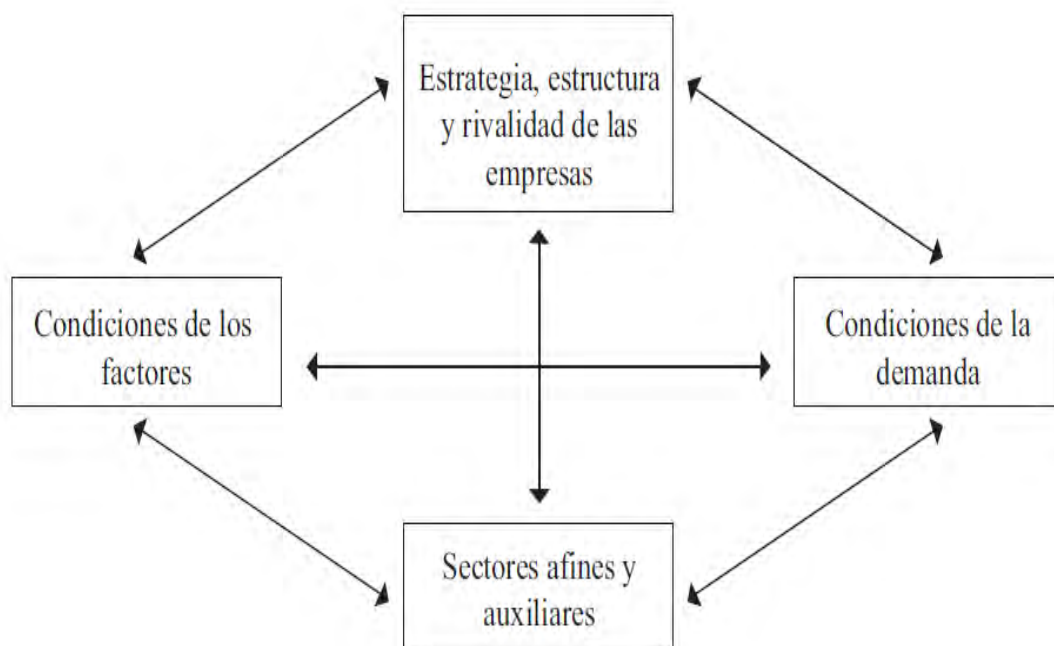 Estrategia, estructura
y rivalidad de las
empresas
Condiciones de los
factores
Condiciones de la
demanda
Sectores afines y
auxiliares